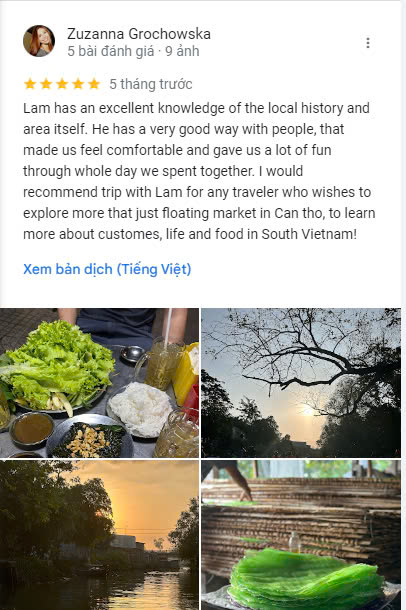 Zuzanna Grochowska
5 bài đánh giá · 9 ảnh
5 tháng trước
Lam has an excellent knowledge of the local history and
area itself. He has a very good way with people, that
made us feel comfortable and gave us a lot of fun
through whole day we spent together. I would
recommend trip with Lam for any traveler who wishes to
explore more that just floating market in Can tho, to learn
more about customes, life and food in South Vietnam!
Xem bản dịch (Tiếng Việt)